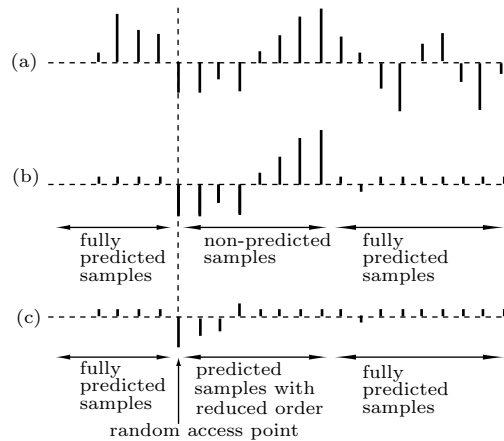 (a)
(b)
fully
predicted
samples
non-predicted
samples
fully
predicted
samples
(c)
fully
predicted
samples
predicted
samples with
reduced order
fully
predicted
samples
random access point